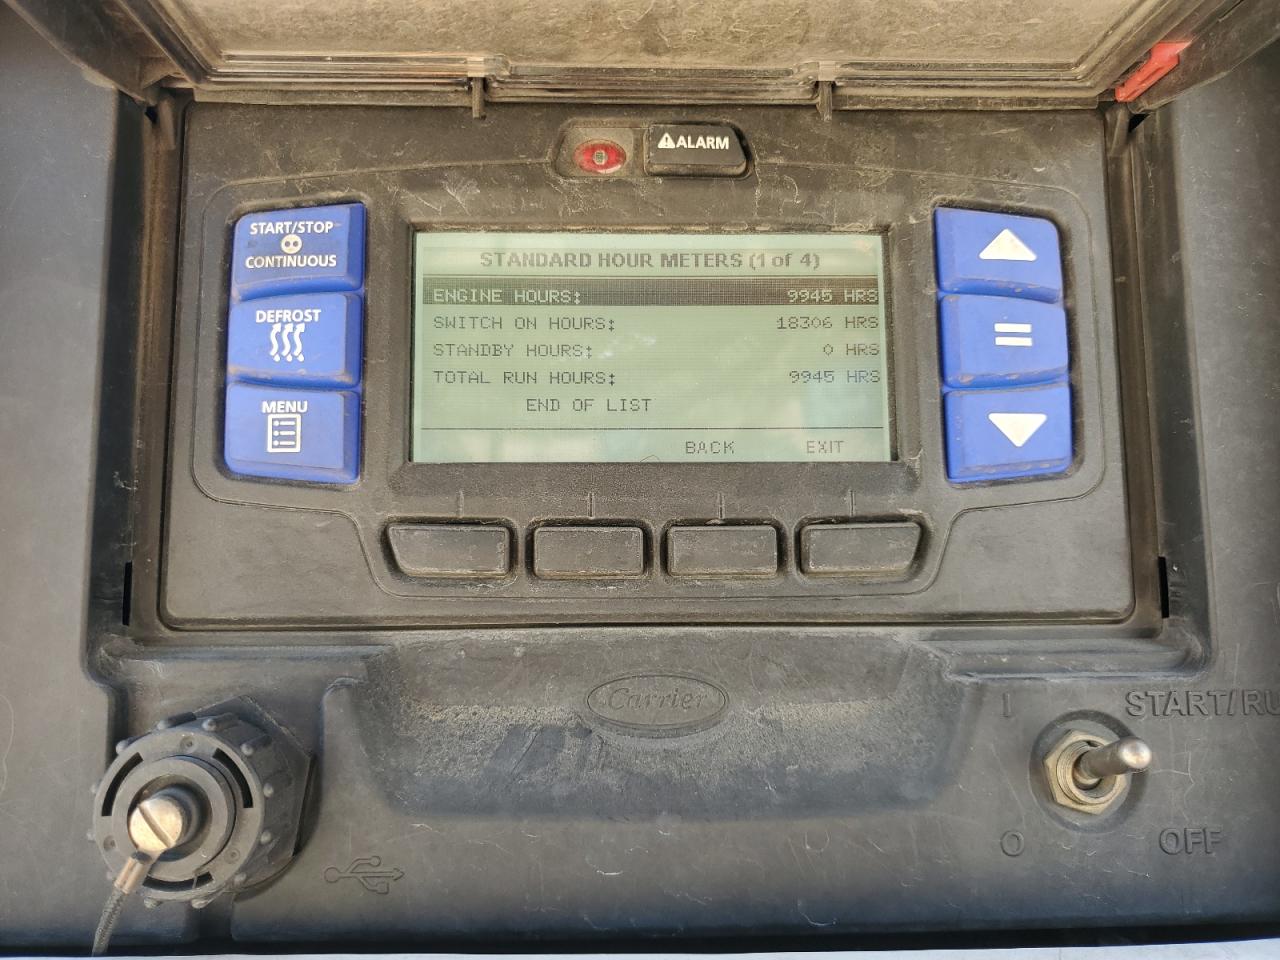 ALARM
START/STOP
CONTINUOUS
DEFROST
MENU
STANDARD HOUR METERS (1 of 4)
ENGINE HOURS: 9945 HRS
SWITCH ON HOURS: 18306 HRS
STANDBY HOURS: 0 HRS
TOTAL RUN HOURS: 9945 HRS
END OF LIST
BACK EXIT
Carrier
I START/RU
O OFF